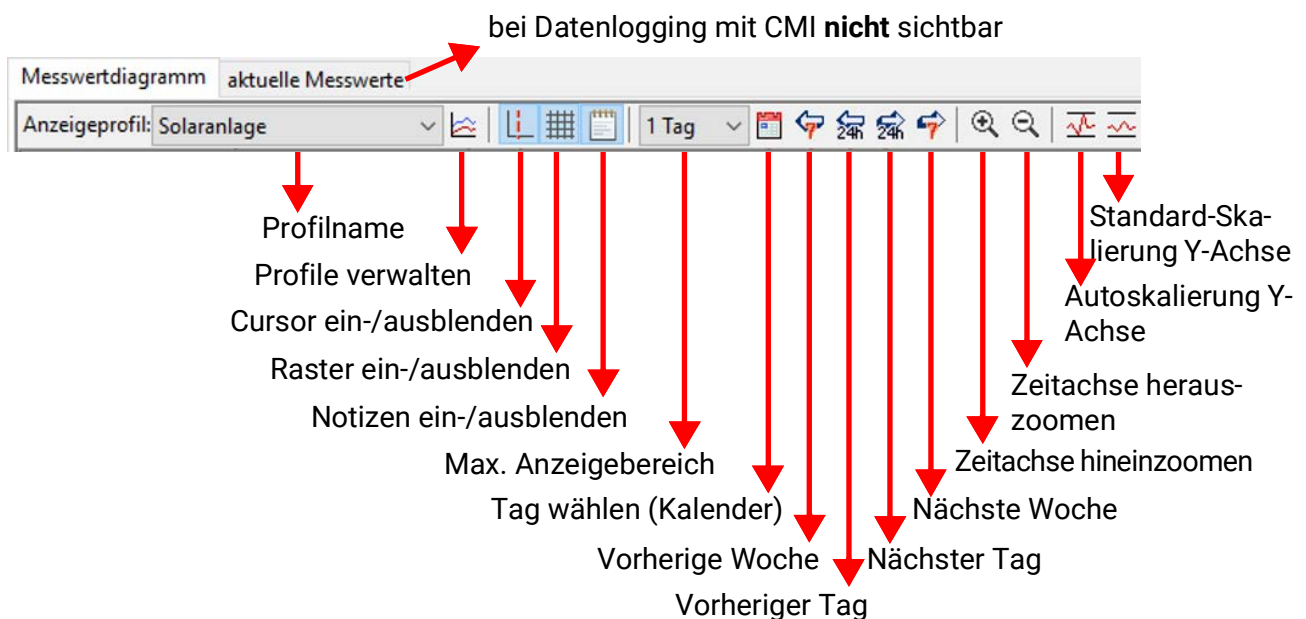 bei Datenlogging mit CMI nicht sichtbar
Messwertdiagramm aktuelle Messwerte
Anzeigeprofil: Solaranlage 1 Tag 7 24h 24h 7
Profilname
Profile verwalten
Cursor ein-/ausblenden
Raster ein-/ausblenden
Notizen ein-/ausblenden
Max. Anzeigebereich
Tag wählen (Kalender)
Vorherige Woche
Vorheriger Tag
Nächster Tag
Nächste Woche
Zeitachse hineinzoomen
Zeitachse heraus-
zoomen
Autoskalierung Y-
Achse
Standard-Ska-
lierung Y-Achse